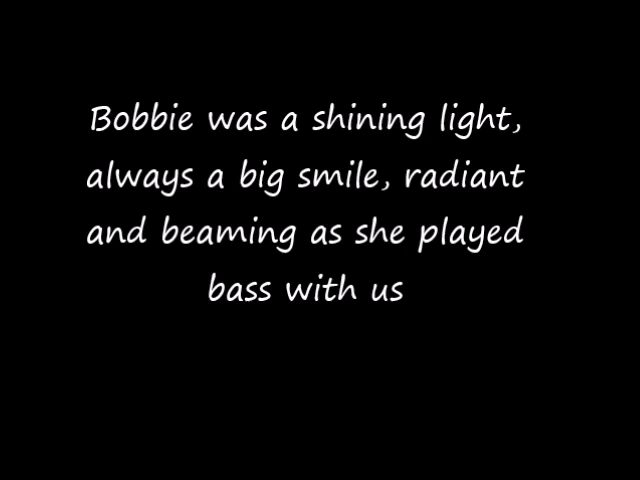 Bobbie was a shining light,
always a big smile, radiant
and beaming as she played
bass with us